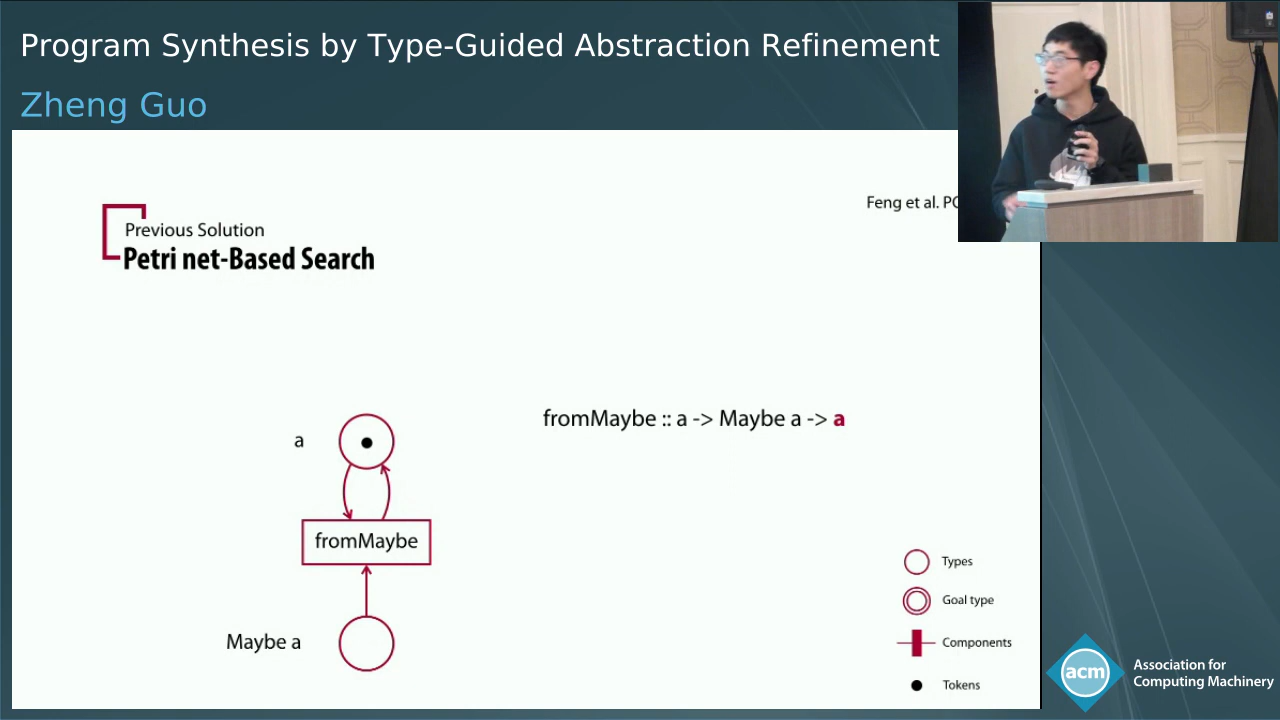 Program Synthesis by Type-Guided Abstraction Refinement
Zheng Guo
Previous Solution
Petri net-Based Search
Feng et al.
a
fromMaybe
Maybe a
fromMaybe :: a -> Maybe a -> a
Types
Goal type
Components
Tokens
acm
Association for
Computing Machinery